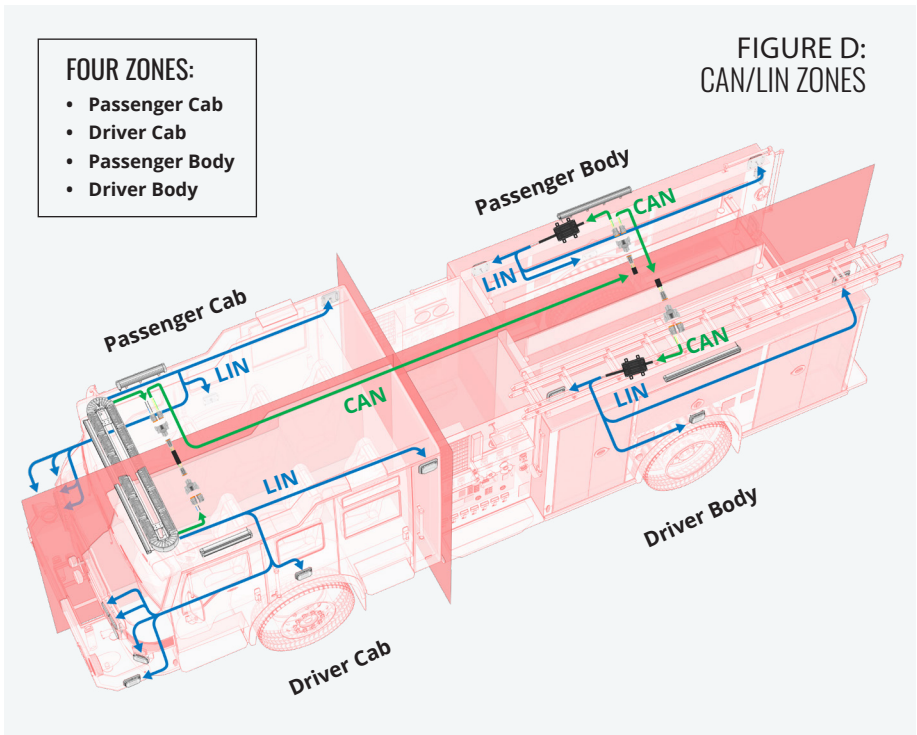 FOUR ZONES:
• Passenger Cab
• Driver Cab
• Passenger Body
• Driver Body
FIGURE D:
CAN/LIN ZONES
Passenger Body
CAN
LIN
Passenger Cab
LIN
CAN
CAN
LIN
LIN
Driver Body
Driver Cab